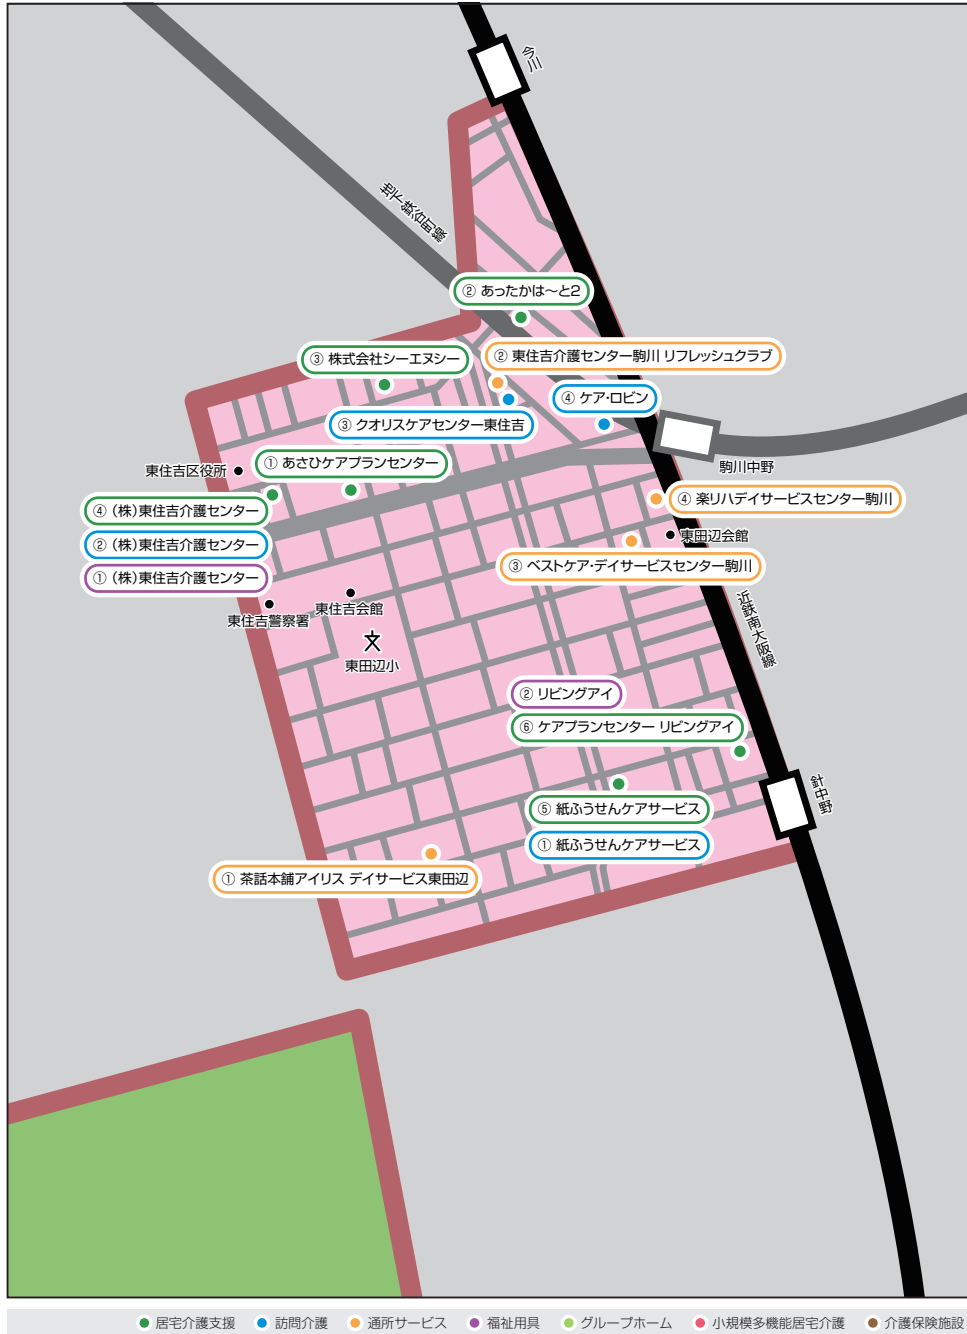 今川
地下鉄谷町線
② あったかは～と2
③ 株式会社シーエヌシー
② 東住吉介護センター駒川 リフレッシュクラブ
④ ケア・ロビン
③ クオリスケアセンター東住吉
駒川中野
① あさひケアプランセンター
東住吉区役所
④ (株)東住吉介護センター
② (株)東住吉介護センター
① (株)東住吉介護センター
④ 楽リハデイサービスセンター駒川
東田辺会館
③ ベストケア・デイサービスセンター駒川
東住吉会館
東住吉警察署
近鉄南大阪線
文
東田辺小
② リビングアイ
⑥ ケアプランセンター リビングアイ
針中野
⑤ 紙ふうせんケアサービス
① 紙ふうせんケアサービス
① 茶話本舗アイリス デイサービス東田辺
居宅介護支援 訪問介護 通所サービス 福祉用具 グループホーム 小規模多機能居宅介護 介護保険施設